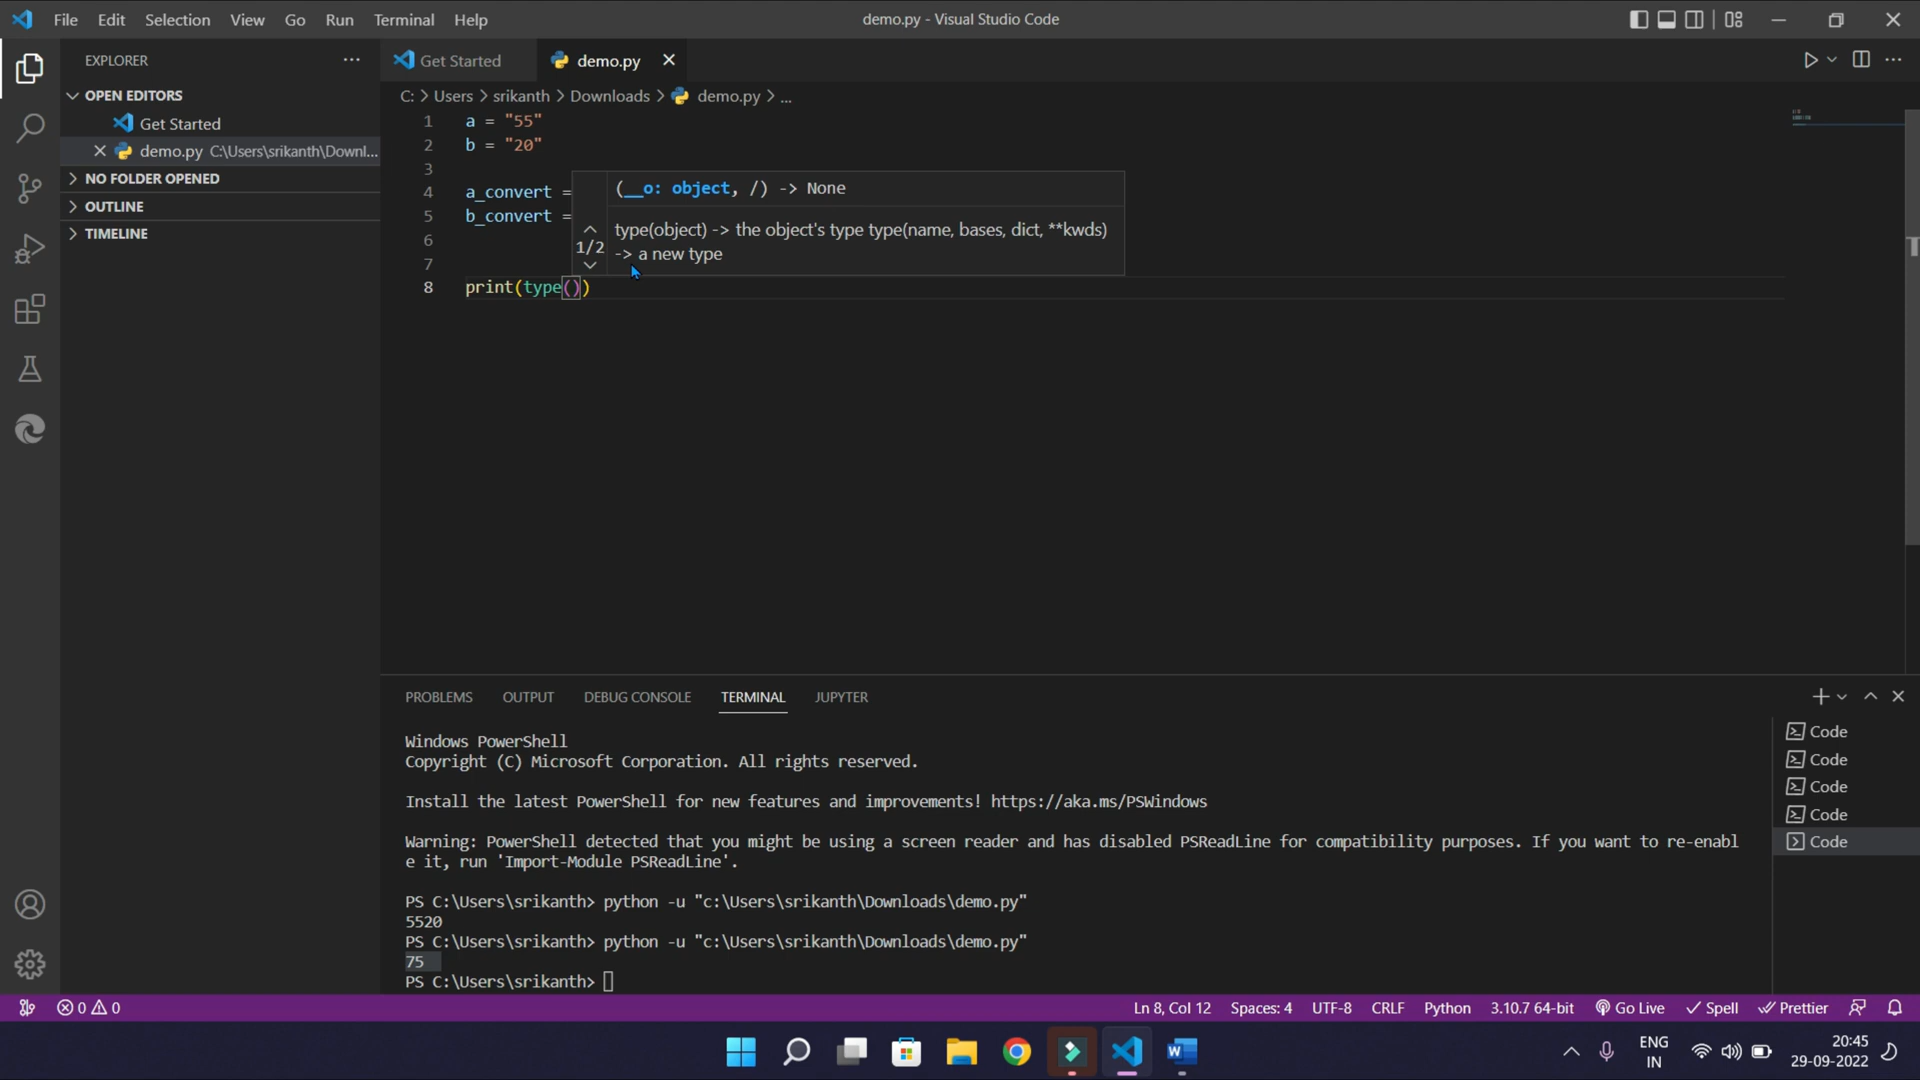 File Edit Selection View Go Run Terminal Help
demo.py - Visual Studio Code
EXPLORER
OPEN EDITORS
Get Started
demo.py C:\Users\srikanth\Downl...
NO FOLDER OPENED
OUTLINE
TIMELINE
Get Started
demo.py
C: > Users > srikanth > Downloads > demo.py > ...
1 a = "55"
2 b = "20"
3
4 a_convert =
5 b_convert =
6
7
8 print(type())
(__o: object, /) -> None
1/2
type(object) -> the object's type type(name, bases, dict, **kwds)
-> a new type
PROBLEMS OUTPUT DEBUG CONSOLE TERMINAL JUPYTER
Windows PowerShell
Copyright (C) Microsoft Corporation. All rights reserved.
Install the latest PowerShell for new features and improvements! https://aka.ms/PSWindows
Warning: PowerShell detected that you might be using a screen reader and has disabled PSReadLine for compatibility purposes. If you want to re-enabl
e it, run 'Import-Module PSReadLine'.
PS C:\Users\srikanth> python -u "c:\Users\srikanth\Downloads\demo.py"
5520
PS C:\Users\srikanth> python -u "c:\Users\srikanth\Downloads\demo.py"
75
PS C:\Users\srikanth>
Code
Code
Code
Code
Code
0 0
Ln 8, Col 12 Spaces: 4 UTF-8 CRLF Python 3.10.7 64-bit Go Live Spell Prettier
ENG
IN
20:45
29-09-2022